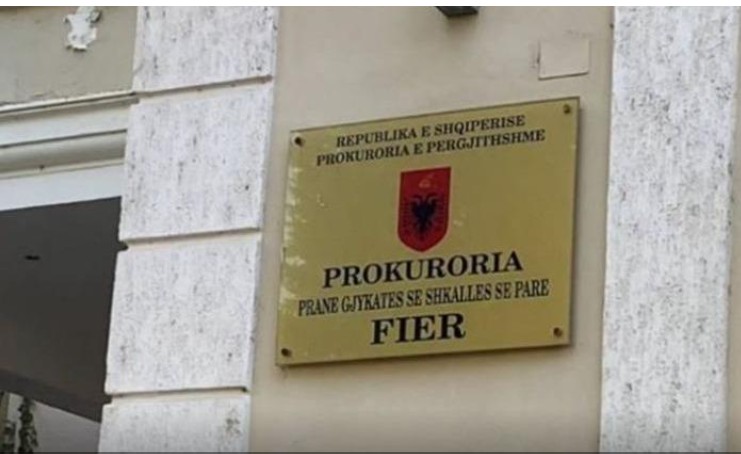 REPUBLIKA E SHQIPERISE
PROKURORIA E PERGJITHSHME
PROKURORIA
PRANE GJYKATES SE SHKALLES SE PARE
FIER